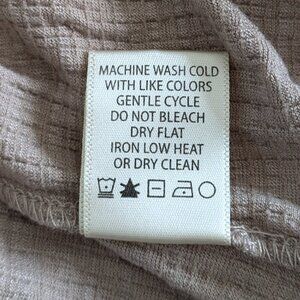 MACHINE WASH COLD
WITH LIKE COLORS
GENTLE CYCLE
DO NOT BLEACH
DRY FLAT
IRON LOW HEAT
OR DRY CLEAN